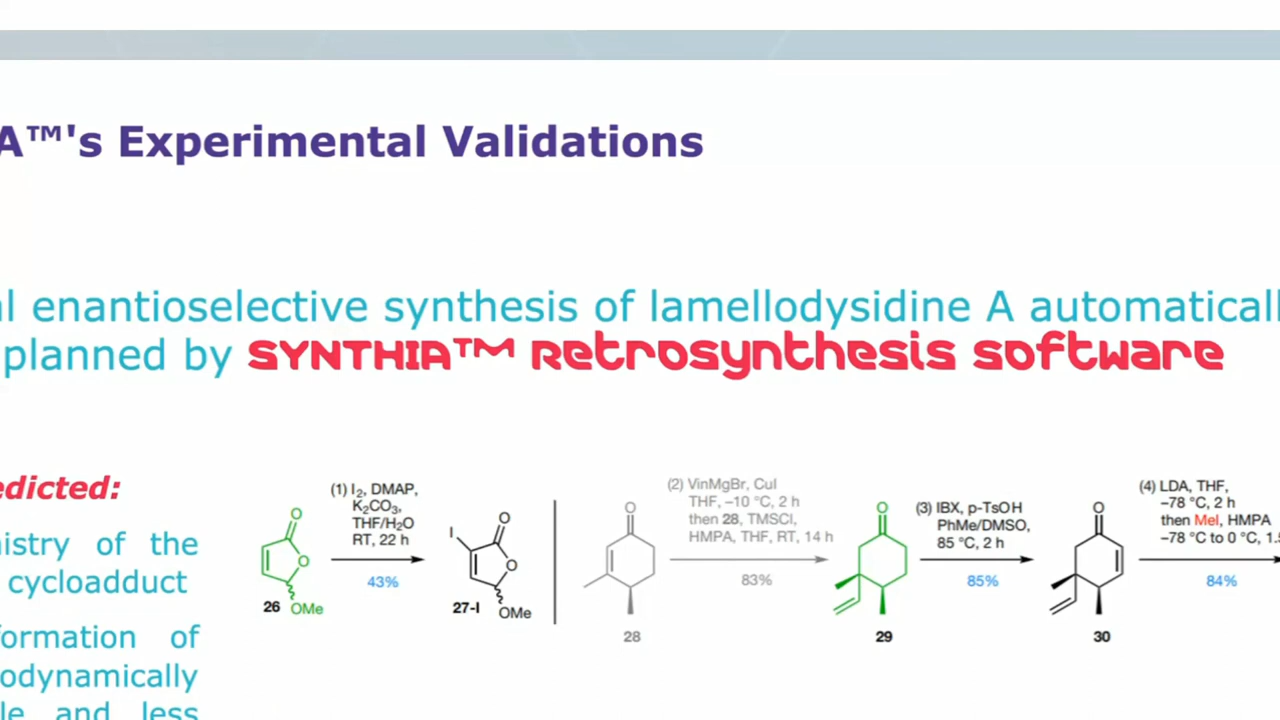 A™'s Experimental Validations
al enantioselective synthesis of lamellodysidine A automaticall
planned by SYNTHIA™ Retrosynthesis software
edicted:
istry of the
cycloadduct
formation of
odynamically
le and less
(1) I2, DMAP,
K2CO3,
THF/H2O
RT, 22 h
43%
O
O
26
OMe
I
O
O
27-I
OMe
O
28
(2) VinMgBr, CuI
THF, –10 °C, 2 h
then 28, TMSCl,
HMPA, THF, RT, 14 h
83%
O
29
(3) IBX, p-TsOH
PhMe/DMSO,
85 °C, 2 h
85%
O
30
(4) LDA, THF,
–78 °C, 2 h
then MeI, HMPA
–78 °C to 0 °C, 1.5
84%